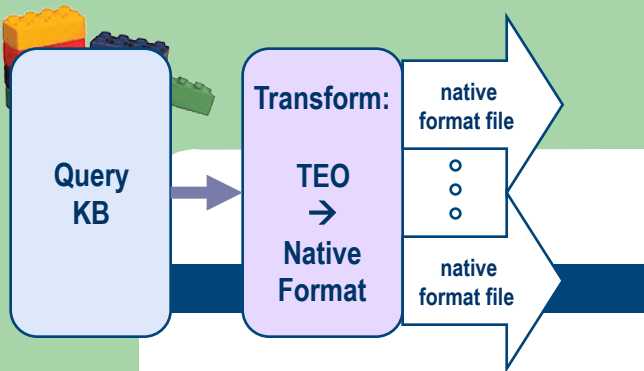 Query
KB
Transform:
TEO
→
Native
Format
native
format file
native
format file